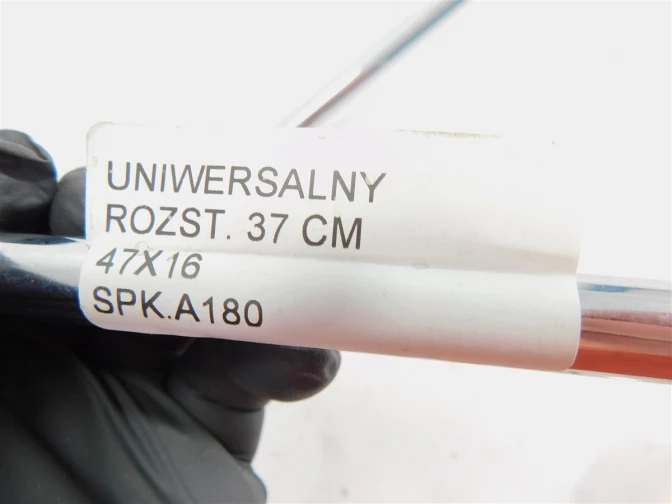 UNIWERSALNY
ROZST. 37 CM
47X16
SPK.A180